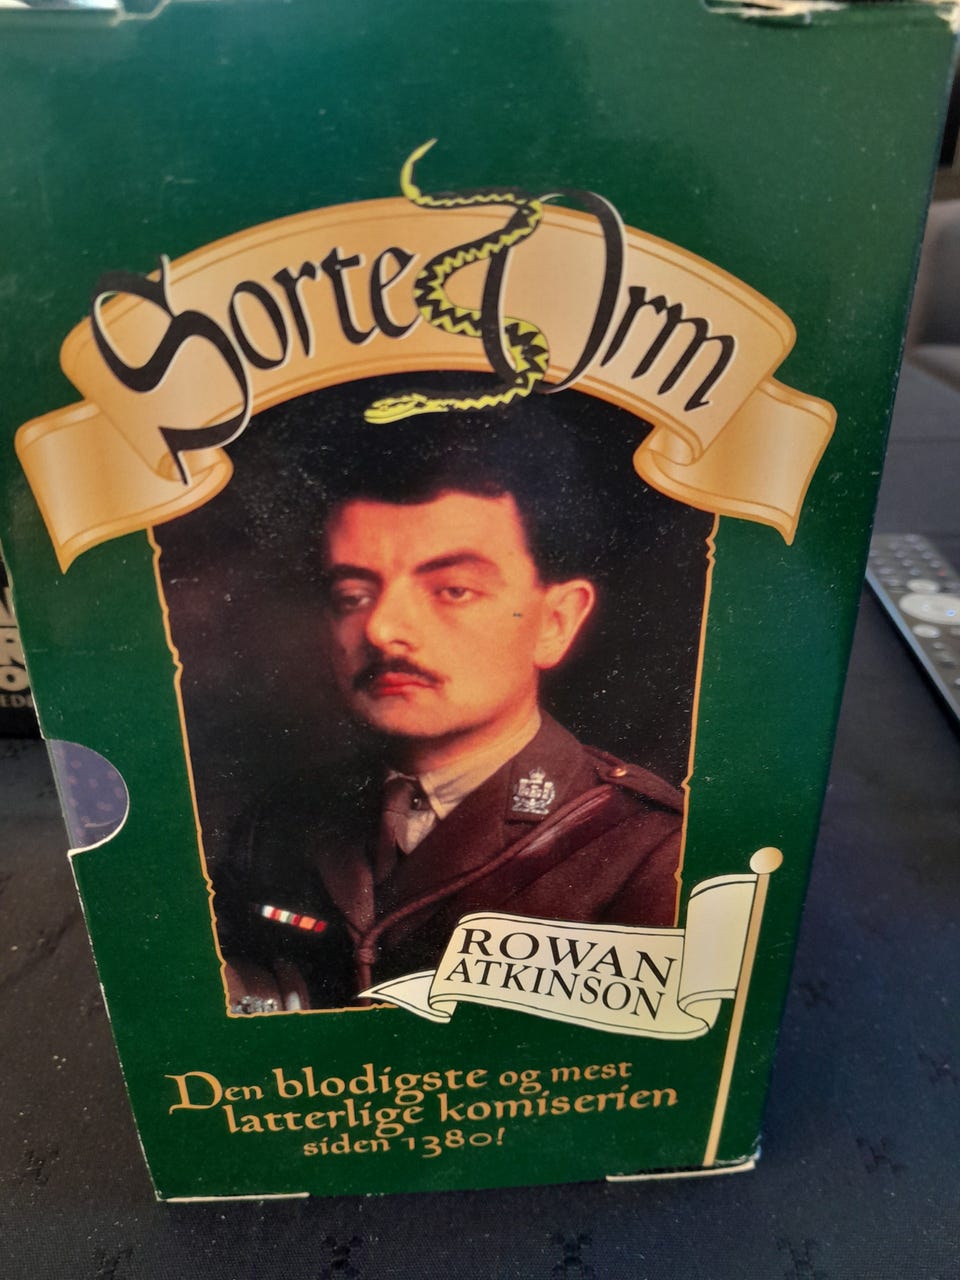 Sorte Orm
ROWAN
ATKINSON
Den blodigste og mest
latterlige komiserien
siden 1380!